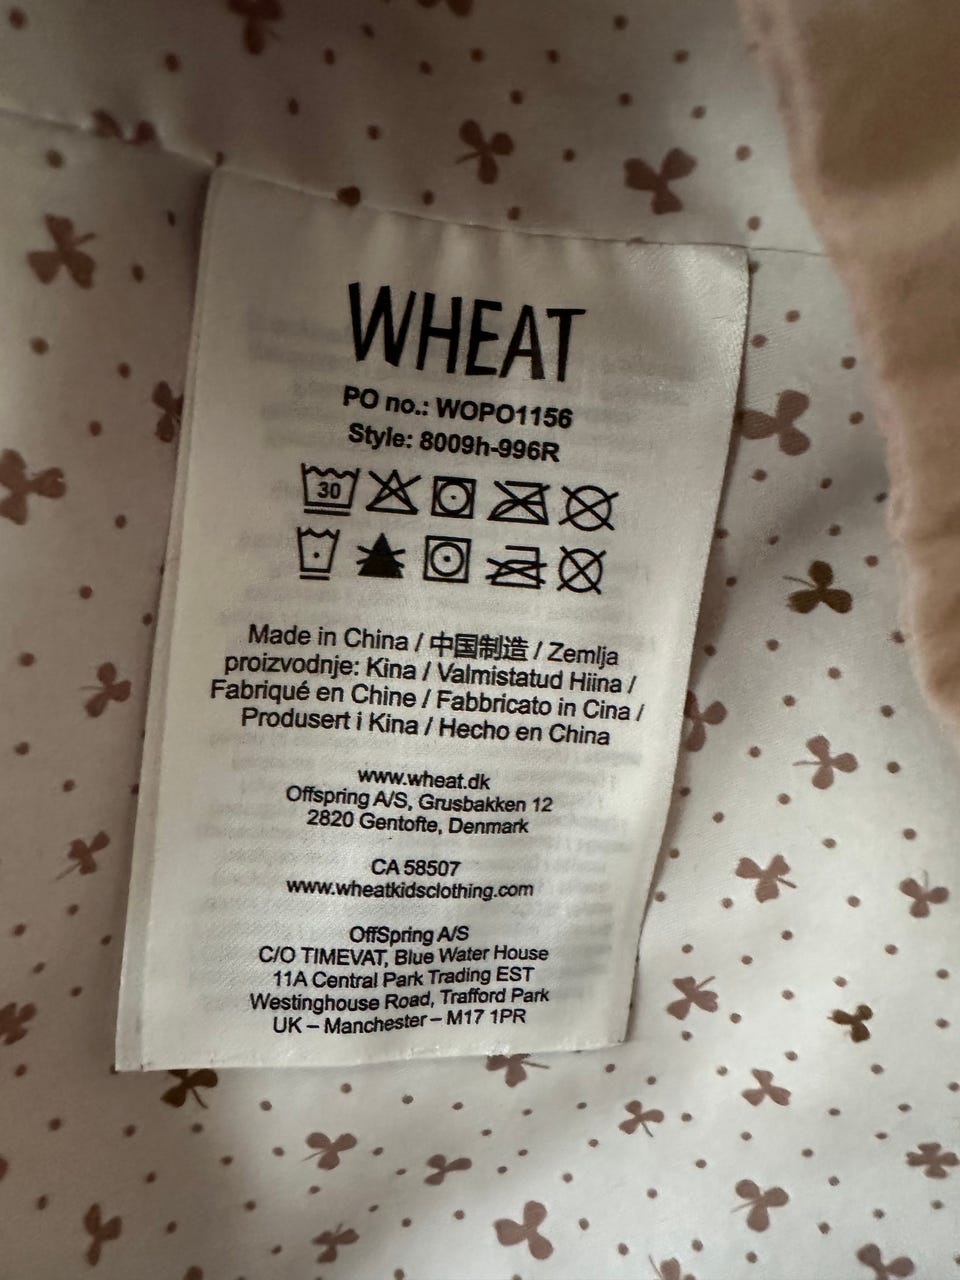 WHEAT
PO no.: WOPO1156
Style: 8009h-996R
30
Made in China / 中国制造 / Zemlja
proizvodnje: Kina / Valmistatud Hiina /
Fabriqué en Chine / Fabbricato in Cina /
Produsert i Kina / Hecho en China
www.wheat.dk
Offspring A/S, Grusbakken 12
2820 Gentofte, Denmark
CA 58507
www.wheatkidsclothing.com
OffSpring A/S
C/O TIMEVAT, Blue Water House
11A Central Park Trading EST
Westinghouse Road, Trafford Park
UK – Manchester – M17 1PR